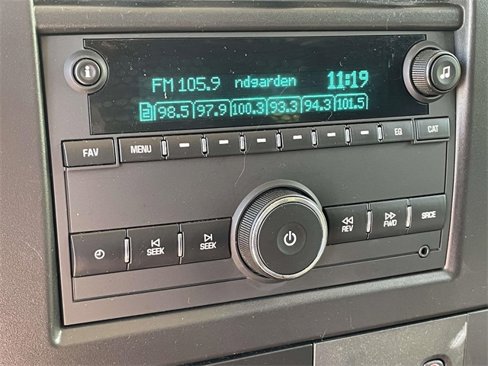 FM 105.9 ndgarden 11:19
2 98.5 97.9 100.3 93.3 94.3 101.5
FAV MENU EQ CAT
SEEK SEEK REV FWD SRCE